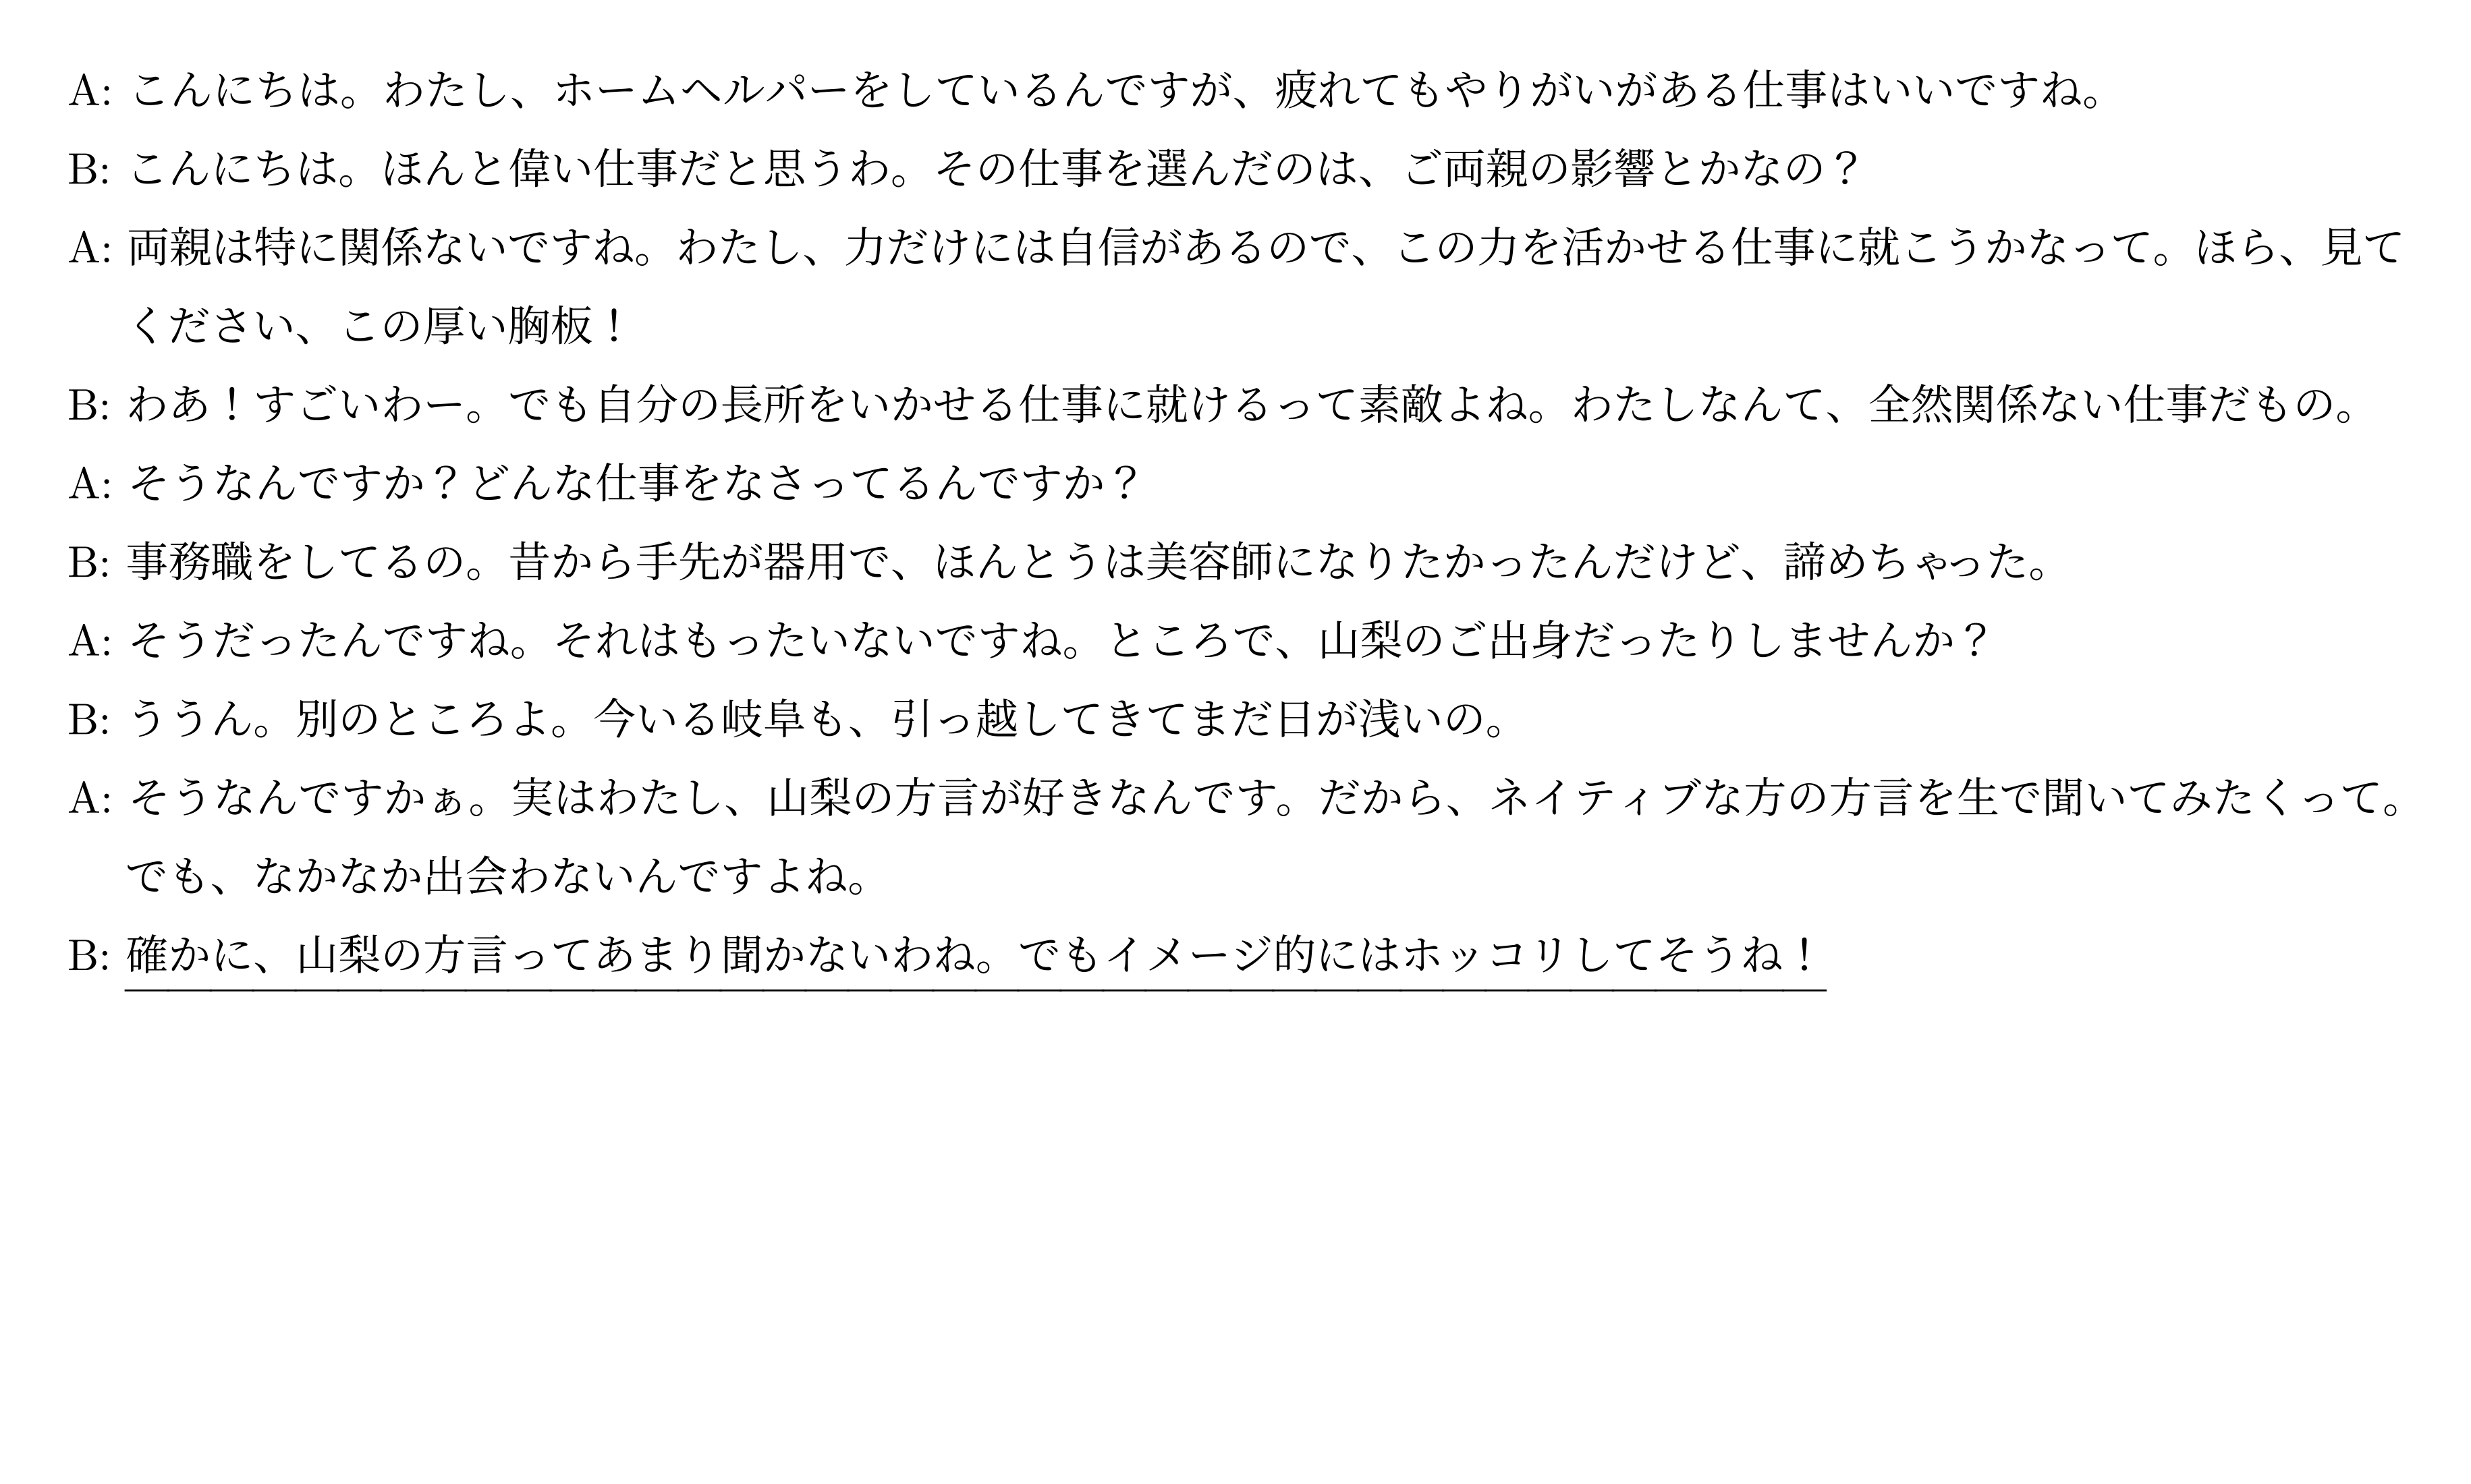 A: こんにちは。わたし、ホームヘルパーをしているんですが、疲れてもやりがいがある仕事はいいですね。
B: こんにちは。ほんと偉い仕事だと思うわ。その仕事を選んだのは、ご両親の影響とかなの？
A: 両親は特に関係ないですね。わたし、力だけには自信があるので、この力を活かせる仕事に就こうかなって。ほら、見て
ください、この厚い胸板！
B: わあ！すごいわー。でも自分の長所をいかせる仕事に就けるって素敵よね。わたしなんて、全然関係ない仕事だもの。
A: そうなんですか？どんな仕事をなさってるんですか？
B: 事務職をしてるの。昔から手先が器用で、ほんとうは美容師になりたかったんだけど、諦めちゃった。
A: そうだったんですね。それはもったいないですね。ところで、山梨のご出身だったりしませんか？
B: ううん。別のところよ。今いる岐阜も、引っ越してきてまだ日が浅いの。
A: そうなんですかぁ。実はわたし、山梨の方言が好きなんです。だから、ネイティブな方の方言を生で聞いてみたくって。
でも、なかなか出会わないんですよね。
B: 確かに、山梨の方言ってあまり聞かないわね。でもイメージ的にはホッコリしてそうね！